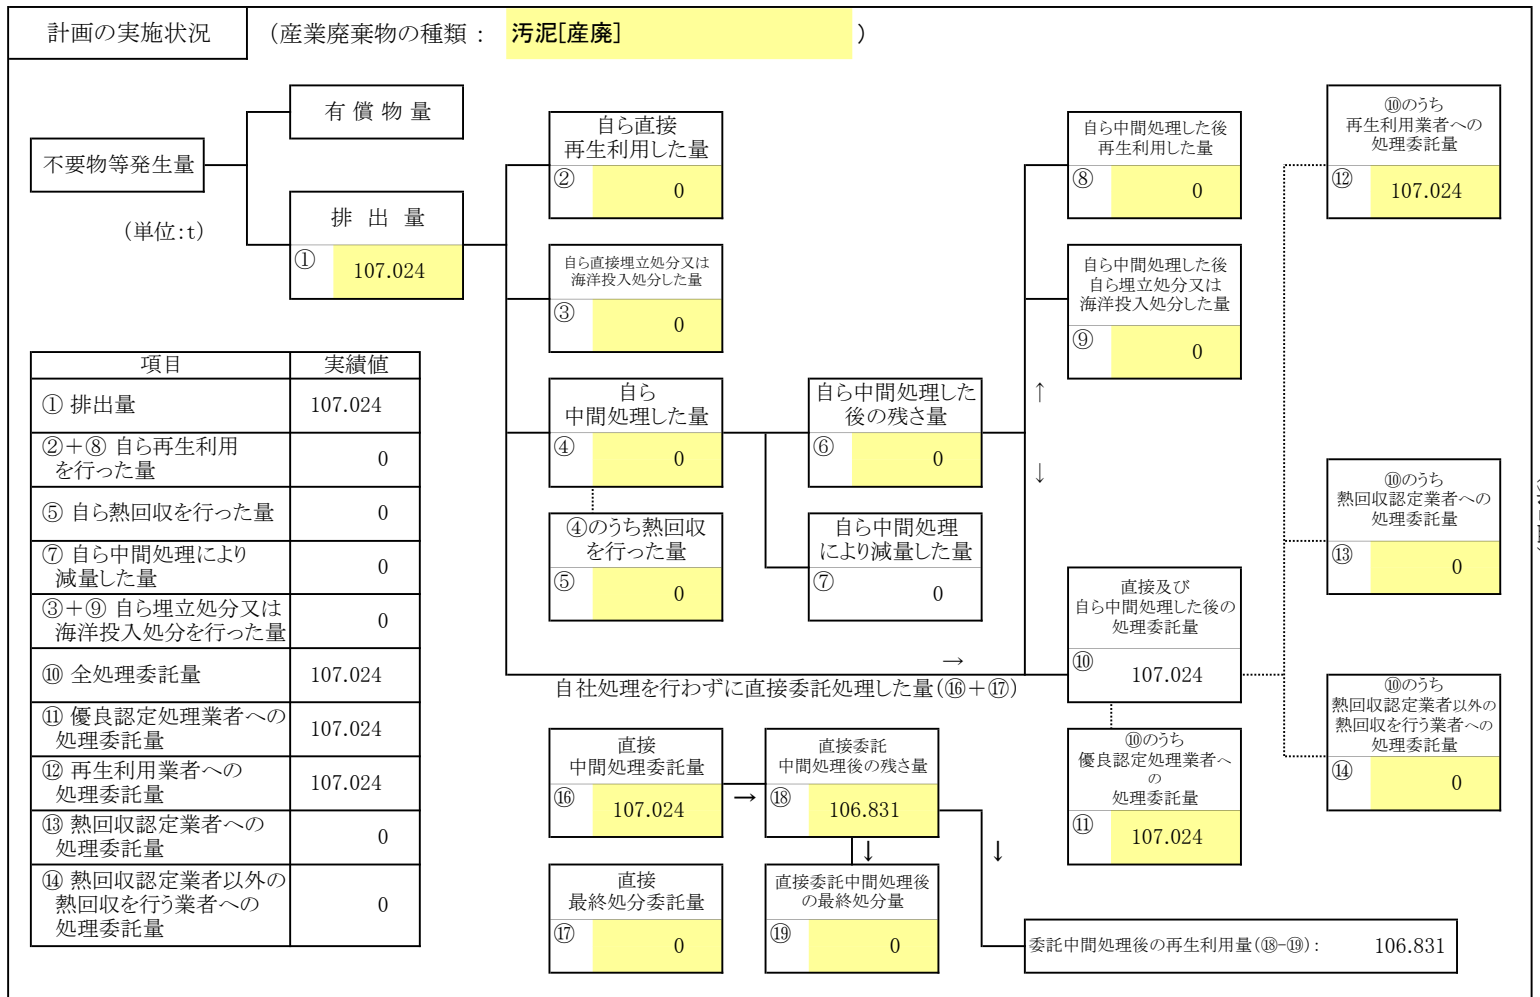 計画の実施状況
(産業廃棄物の種類： 汚泥[産廃] )
不要物等発生量
(単位:t)
有償物量
排出量
① 107.024
自ら直接
再生利用した量
② 0
自ら直接埋立処分又は
海洋投入処分した量
③ 0
自ら
中間処理した量
④ 0
④のうち熱回収
を行った量
⑤ 0
自ら中間処理した
後の残さ量
⑥ 0
自ら中間処理
により減量した量
⑦ 0
自ら中間処理した後
再生利用した量
⑧ 0
自ら中間処理した後
自ら埋立処分又は
海洋投入処分した量
⑨ 0
↑
↓
直接及び
自ら中間処理した後の
処理委託量
⑩ 107.024
⑩のうち
優良認定処理業者へ
の
処理委託量
⑪ 107.024
⑩のうち
再生利用業者への
処理委託量
⑫ 107.024
⑩のうち
熱回収認定業者への
処理委託量
⑬ 0
⑩のうち
熱回収認定業者以外の
熱回収を行う業者への
処理委託量
⑭ 0
→
自社処理を行わずに直接委託処理した量(⑯＋⑰)
直接
中間処理委託量
⑯ 107.024
→
直接委託
中間処理後の残さ量
⑱ 106.831
↓
↓
直接
最終処分委託量
⑰ 0
直接委託中間処理後
の最終処分量
⑲ 0
委託中間処理後の再生利用量(⑱-⑲)： 106.831
項目 実績値
① 排出量 107.024
②＋⑧ 自ら再生利用
を行った量 0
⑤ 自ら熱回収を行った量 0
⑦ 自ら中間処理により
減量した量 0
③＋⑨ 自ら埋立処分又は
海洋投入処分を行った量 0
⑩ 全処理委託量 107.024
⑪ 優良認定処理業者への
処理委託量 107.024
⑫ 再生利用業者への
処理委託量 107.024
⑬ 熱回収認定業者への
処理委託量 0
⑭ 熱回収認定業者以外の
熱回収を行う業者への
処理委託量 0